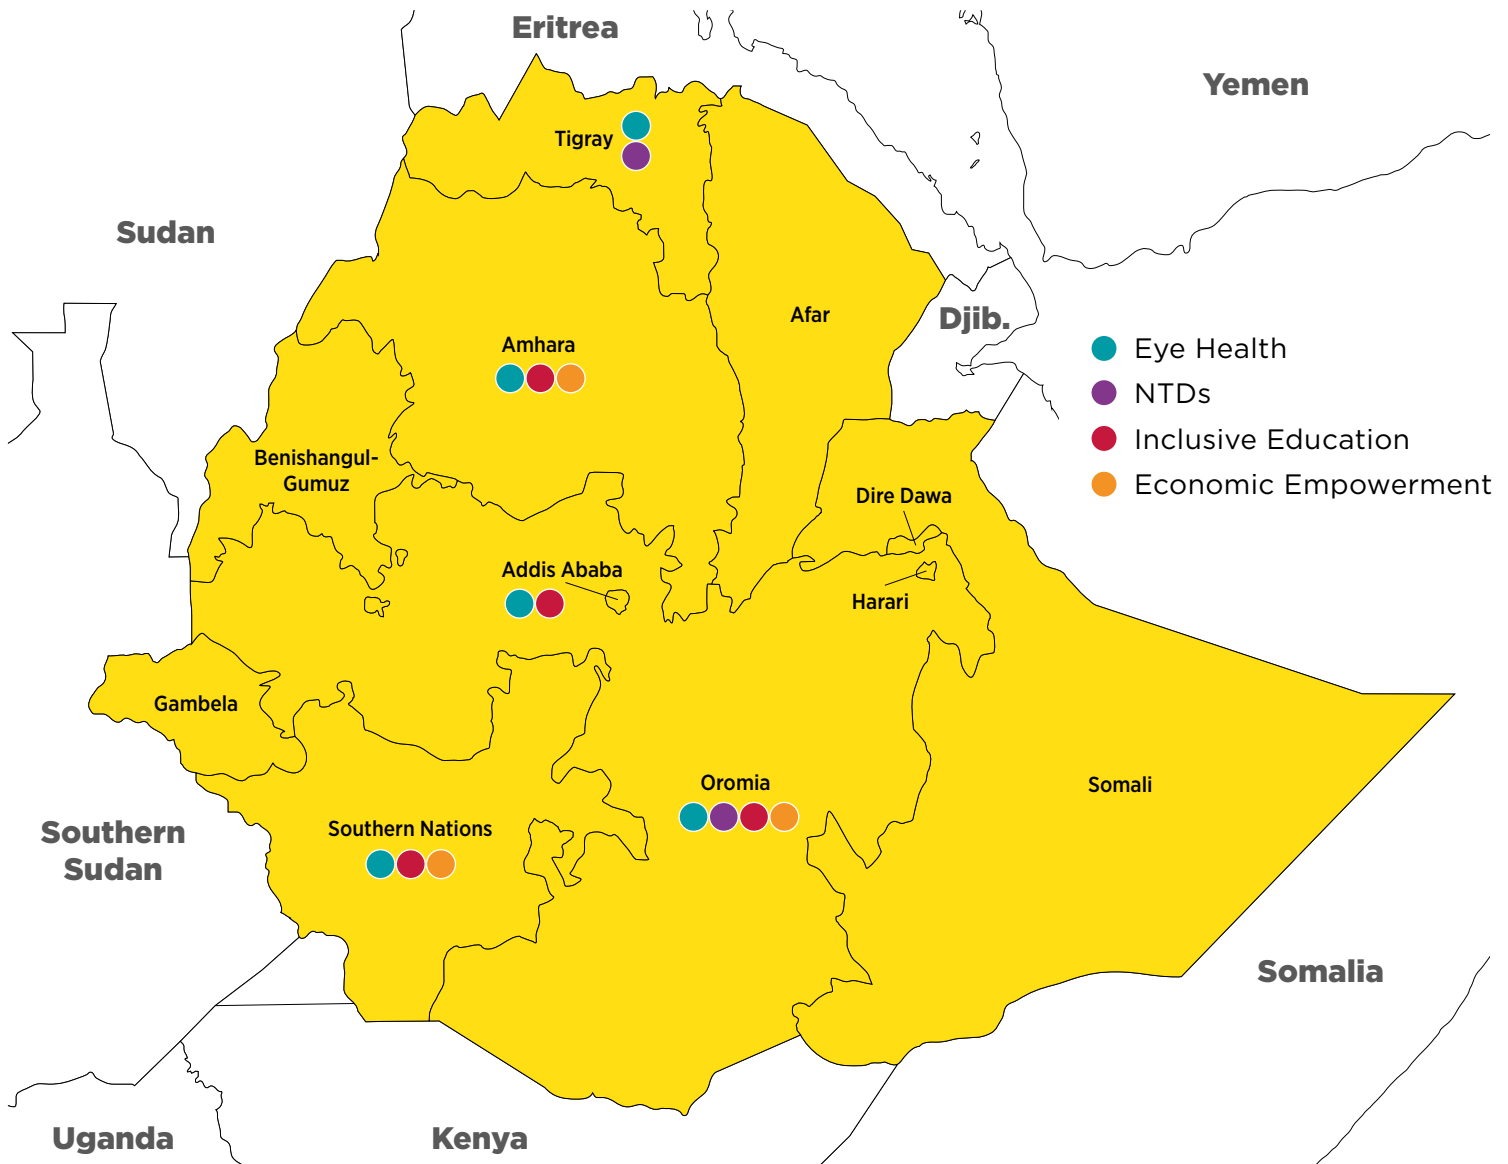 Eritrea
Yemen
Tigray
Sudan
Afar
Djib.
Amhara
Eye Health
NTDs
Inclusive Education
Economic Empowerment
Benishangul-
Gumuz
Dire Dawa
Addis Ababa
Harari
Gambela
Oromia
Somali
Southern Nations
Southern
Sudan
Somalia
Uganda
Kenya